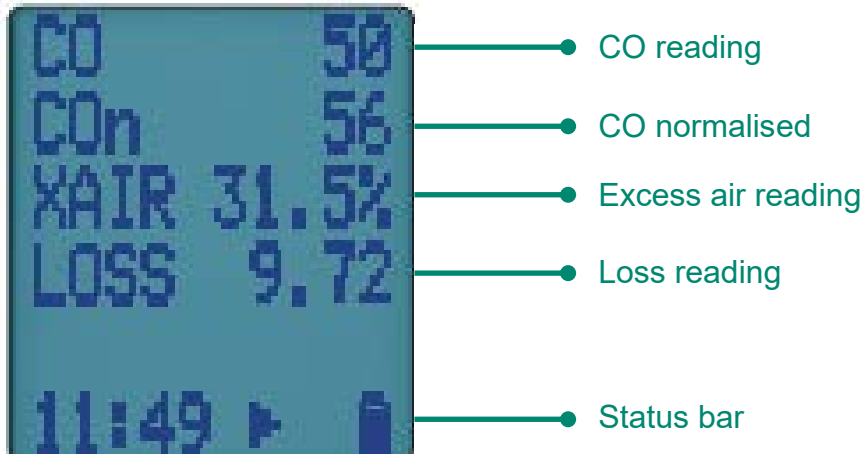 CO 50 CO reading
COn 56 CO normalised
XAIR 31.5% Excess air reading
LOSS 9.72 Loss reading
11:49 Status bar